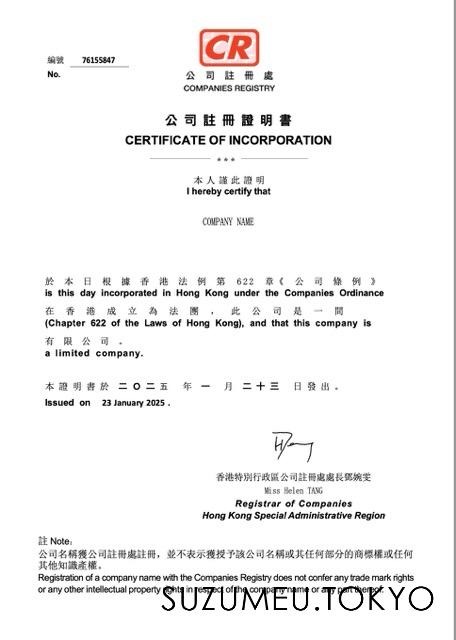 編號 76155847
No.
CR
公司註冊處
COMPANIES REGISTRY
公司註冊證明書
CERTIFICATE OF INCORPORATION
***
本人謹此證明
I hereby certify that
COMPANY NAME
於本日根據香港法例第622章《公司條例》
is this day incorporated in Hong Kong under the Companies Ordinance
在香港成立為法團，此公司是一間
(Chapter 622 of the Laws of Hong Kong), and that this company is
有限公司。
a limited company.
本證明書於二〇二五年一月二十三日發出。
Issued on 23 January 2025 .
香港特別行政區公司註冊處處長鄧婉雯
Miss Helen TANG
Registrar of Companies
Hong Kong Special Administrative Region
註 Note:
公司名稱獲公司註冊處註冊，並不表示獲授予該公司名稱或其任何部分的商標權或任何
其他知識產權。
Registration of a company name with the Companies Registry does not confer any trade mark rights
or any other intellectual property rights in respect of the company name or any part thereof.
SUZUMEU.TOKYO